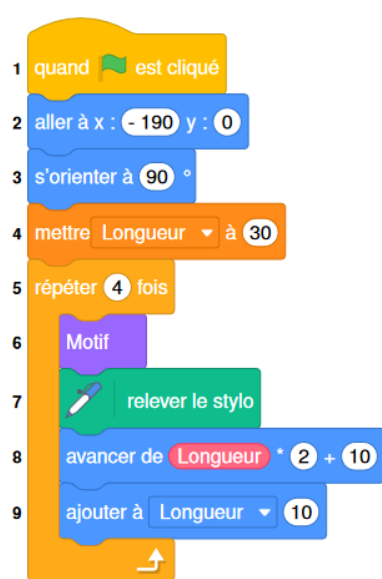 1 quand est cliqué
2 aller à x : - 190 y : 0
3 s'orienter à 90 °
4 mettre Longueur à 30
5 répéter 4 fois
6 Motif
7 relever le stylo
8 avancer de Longueur * 2 + 10
9 ajouter à Longueur 10